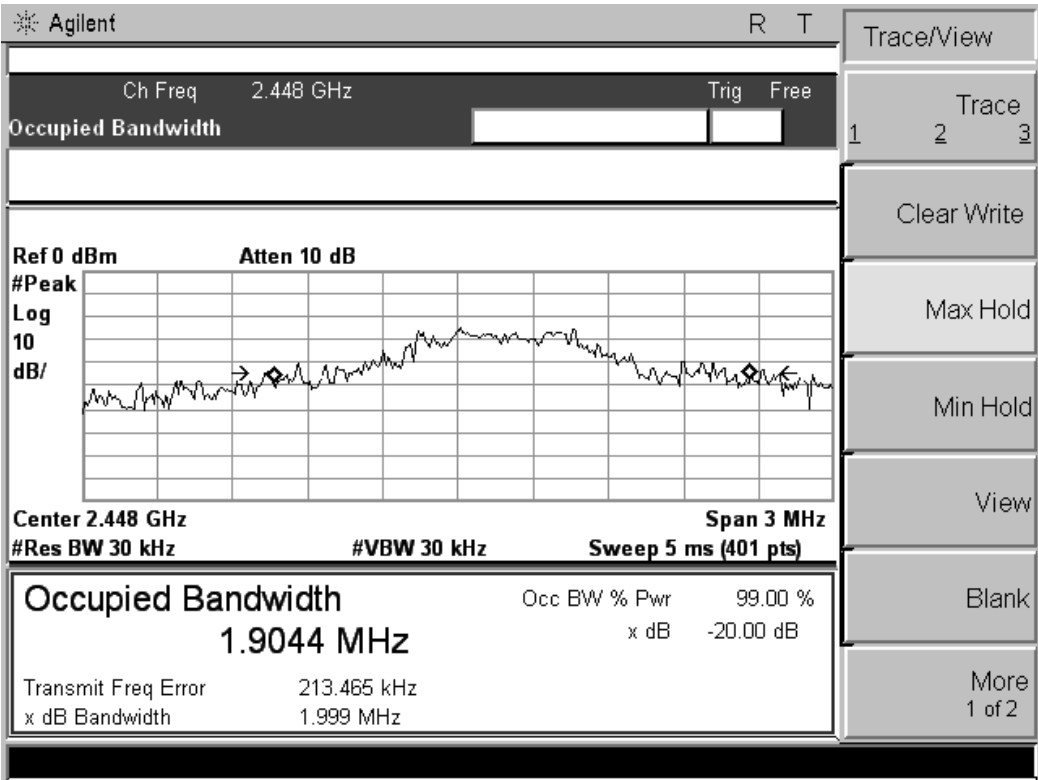 Agilent R T
Ch Freq 2.448 GHz Trig Free
Occupied Bandwidth
Ref 0 dBm Atten 10 dB
#Peak
Log
10
dB/
Center 2.448 GHz Span 3 MHz
#Res BW 30 kHz #VBW 30 kHz Sweep 5 ms (401 pts)
Occupied Bandwidth Occ BW % Pwr 99.00 %
1.9044 MHz x dB -20.00 dB
Transmit Freq Error 213.465 kHz
x dB Bandwidth 1.999 MHz
Trace/View
Trace
1 2 3
Clear Write
Max Hold
Min Hold
View
Blank
More
1 of 2